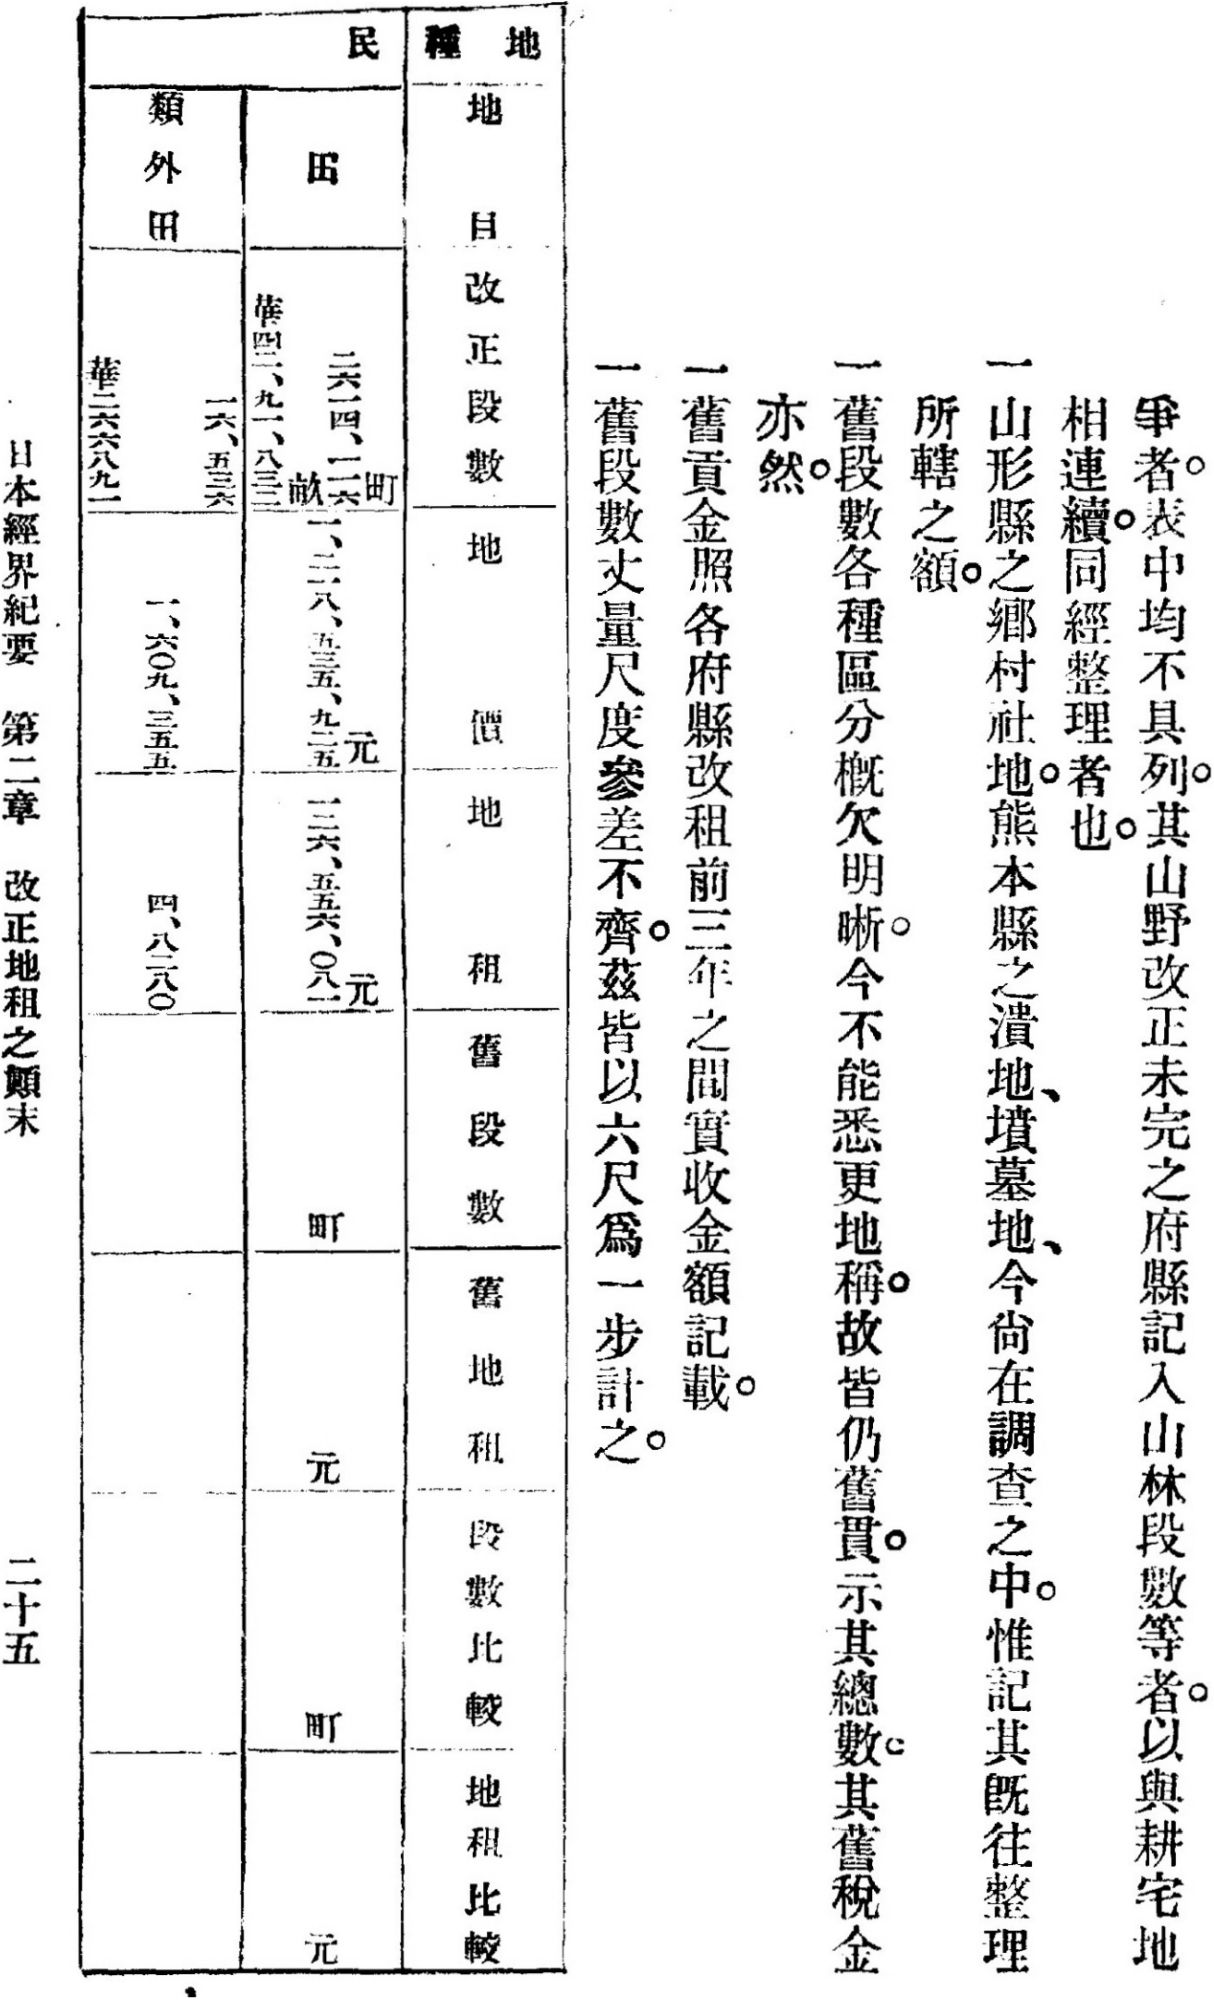 爭者。表中均不具列。其山野改正未完之府縣記入山林段數等者。以與耕宅地
相連續。同經整理者也。
一山形縣之鄉村社地。熊本縣之潰地、墳墓地、今尙在調查之中。惟記其旣往整理
所轄之額。
一舊段數各種區分槪欠明晰。今不能悉更地稱。故皆仍舊貫。示其總數。其舊稅金
亦然。
一舊貢金照各府縣改租前三年之間實收金額記載。
一舊段數丈量尺度參差不齊。茲皆以六尺爲一步計之。
地種
地目
改正段數
地價
地租
舊段數
舊地租
段數比較
地租比較
民
田
町
二六一四、一一六
畝
華四二、九一、八三二
元
一、二一八、五三五、九二五
元
一二六、五五六、〇八一
町
元
町
元
類外田
一六、五三六
華二六六八九一
一、六〇九、三五五
四、八二八〇
日本經界紀要 第二章 改正地租之顚末 二十五